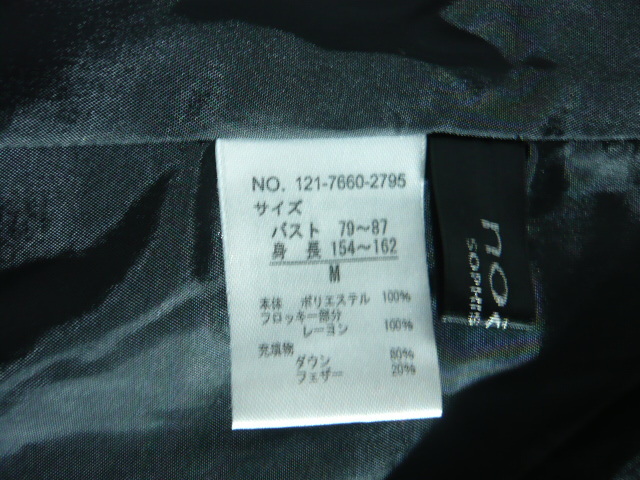 NO. 121-7660-2795
サイズ
バスト 79～87
身 長 154～162
M
本体 ポリエステル 100%
フロッキー部分
レーヨン 100%
充填物
ダウン 80%
フェザー 20%
no